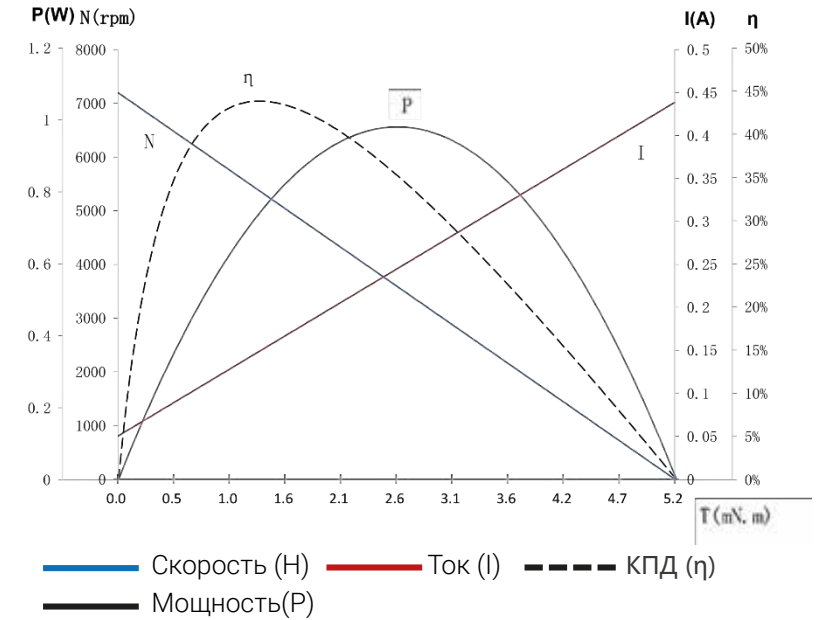 P(W) N(rpm) I(A) η
1.2 8000 0.5 50%
η 0.45 45%
1 7000 P
N 6000 0.4 40%
I
0.8 0.35 35%
5000 0.3 30%
0.6 4000 0.25 25%
3000 0.2 20%
0.4 0.15 15%
2000
0.2 0.1 10%
1000 0.05 5%
0 0 0 0%
0.0 0.5 1.0 1.6 2.1 2.6 3.1 3.6 4.2 4.7 5.2
T(mN.m)
Скорость (Н) Ток (I) КПД (η)
Мощность(P)